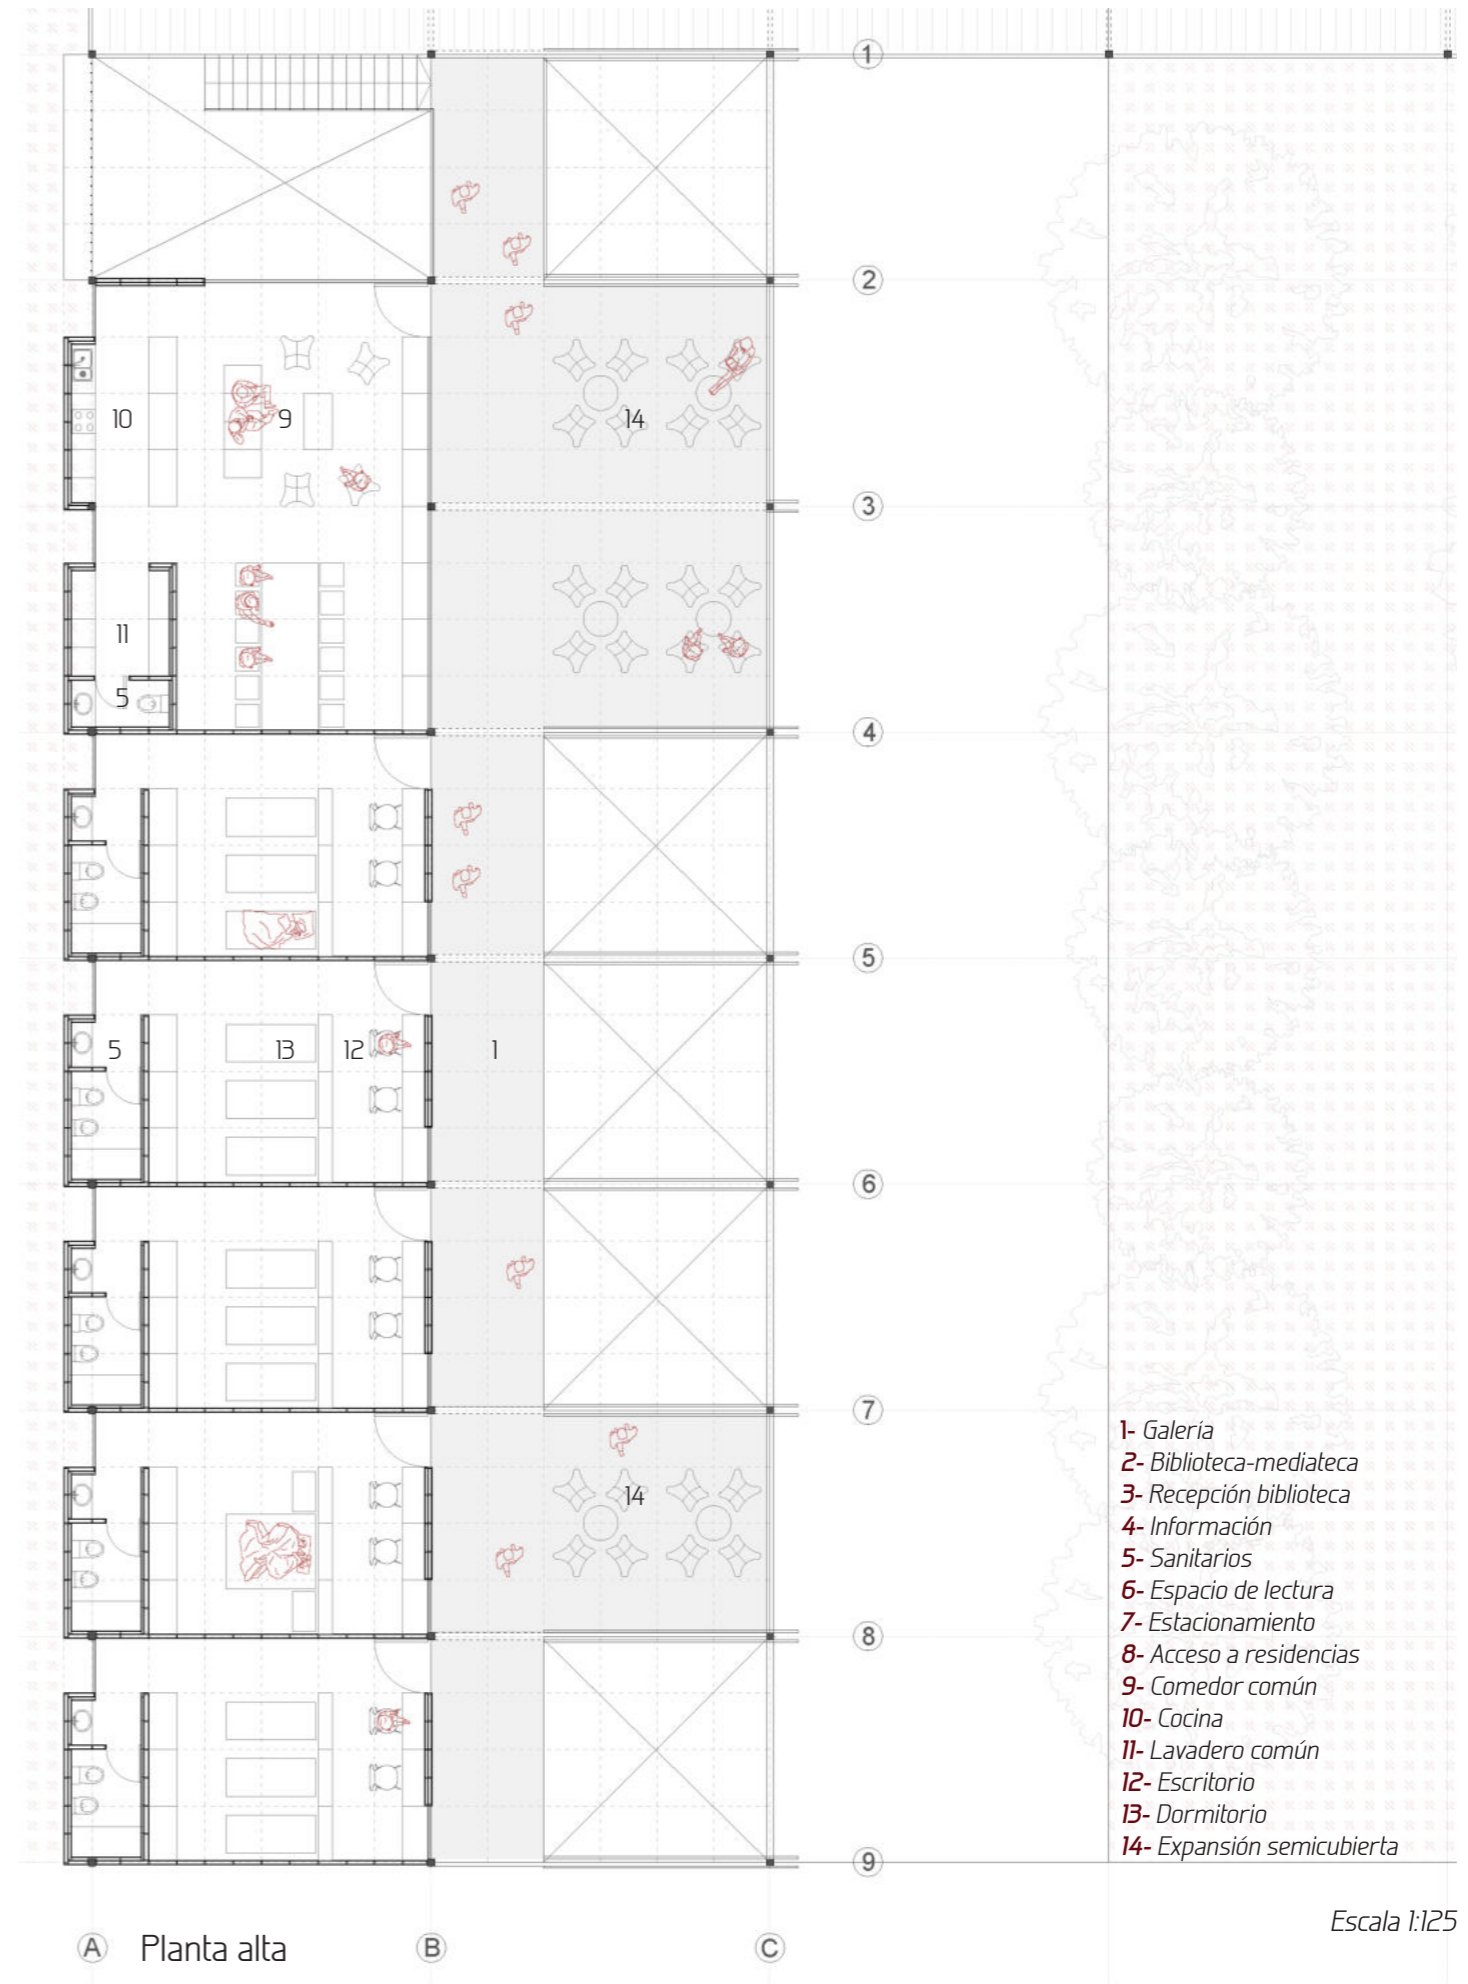 1
2
10
9
14
3
11
5
4
5
5
13
12
1
6
7
14
8
9
1- Galería
2- Biblioteca-mediateca
3- Recepción biblioteca
4- Información
5- Sanitarios
6- Espacio de lectura
7- Estacionamiento
8- Acceso a residencias
9- Comedor común
10- Cocina
11- Lavadero común
12- Escritorio
13- Dormitorio
14- Expansión semicubierta
Escala 1:125
A Planta alta B C